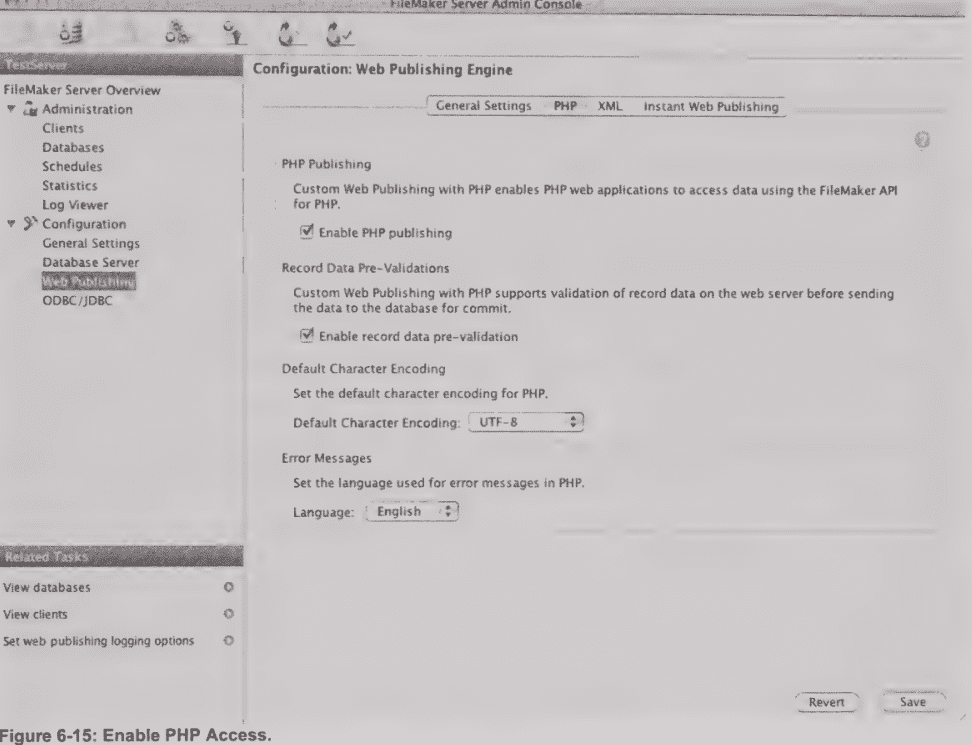 FileMaker Server Admin Console
TestServer
FileMaker Server Overview
Administration
Clients
Databases
Schedules
Statistics
Log Viewer
Configuration
General Settings
Database Server
Web Publishing
ODBC/JDBC
Related Tasks
View databases
View clients
Set web publishing logging options
Configuration: Web Publishing Engine
General Settings PHP XML Instant Web Publishing
PHP Publishing
Custom Web Publishing with PHP enables PHP web applications to access data using the FileMaker API
for PHP.
Enable PHP publishing
Record Data Pre-Validations
Custom Web Publishing with PHP supports validation of record data on the web server before sending
the data to the database for commit.
Enable record data pre-validation
Default Character Encoding
Set the default character encoding for PHP.
Default Character Encoding: UTF-8
Error Messages
Set the language used for error messages in PHP.
Language: English
Revert Save
Figure 6-15: Enable PHP Access.